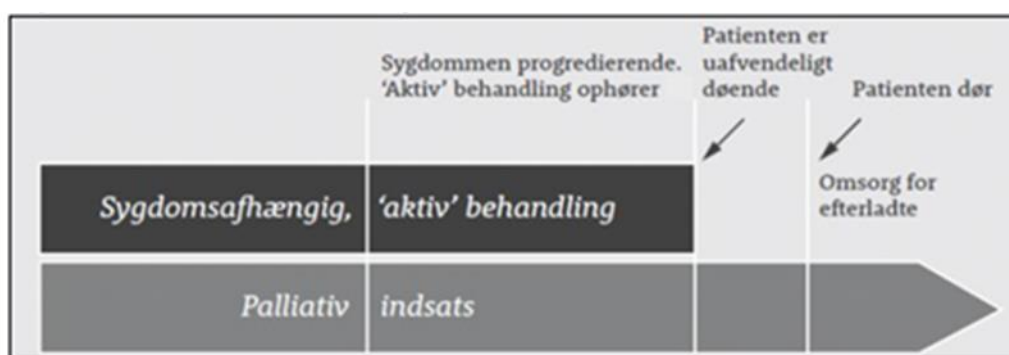 Sygdommen progredierende.
'Aktiv' behandling ophører
Patienten er
uafvendeligt
døende
Patienten dør
Omsorg for
efterladte
Sygdomsafhængig, 'aktiv' behandling
Palliativ indsats